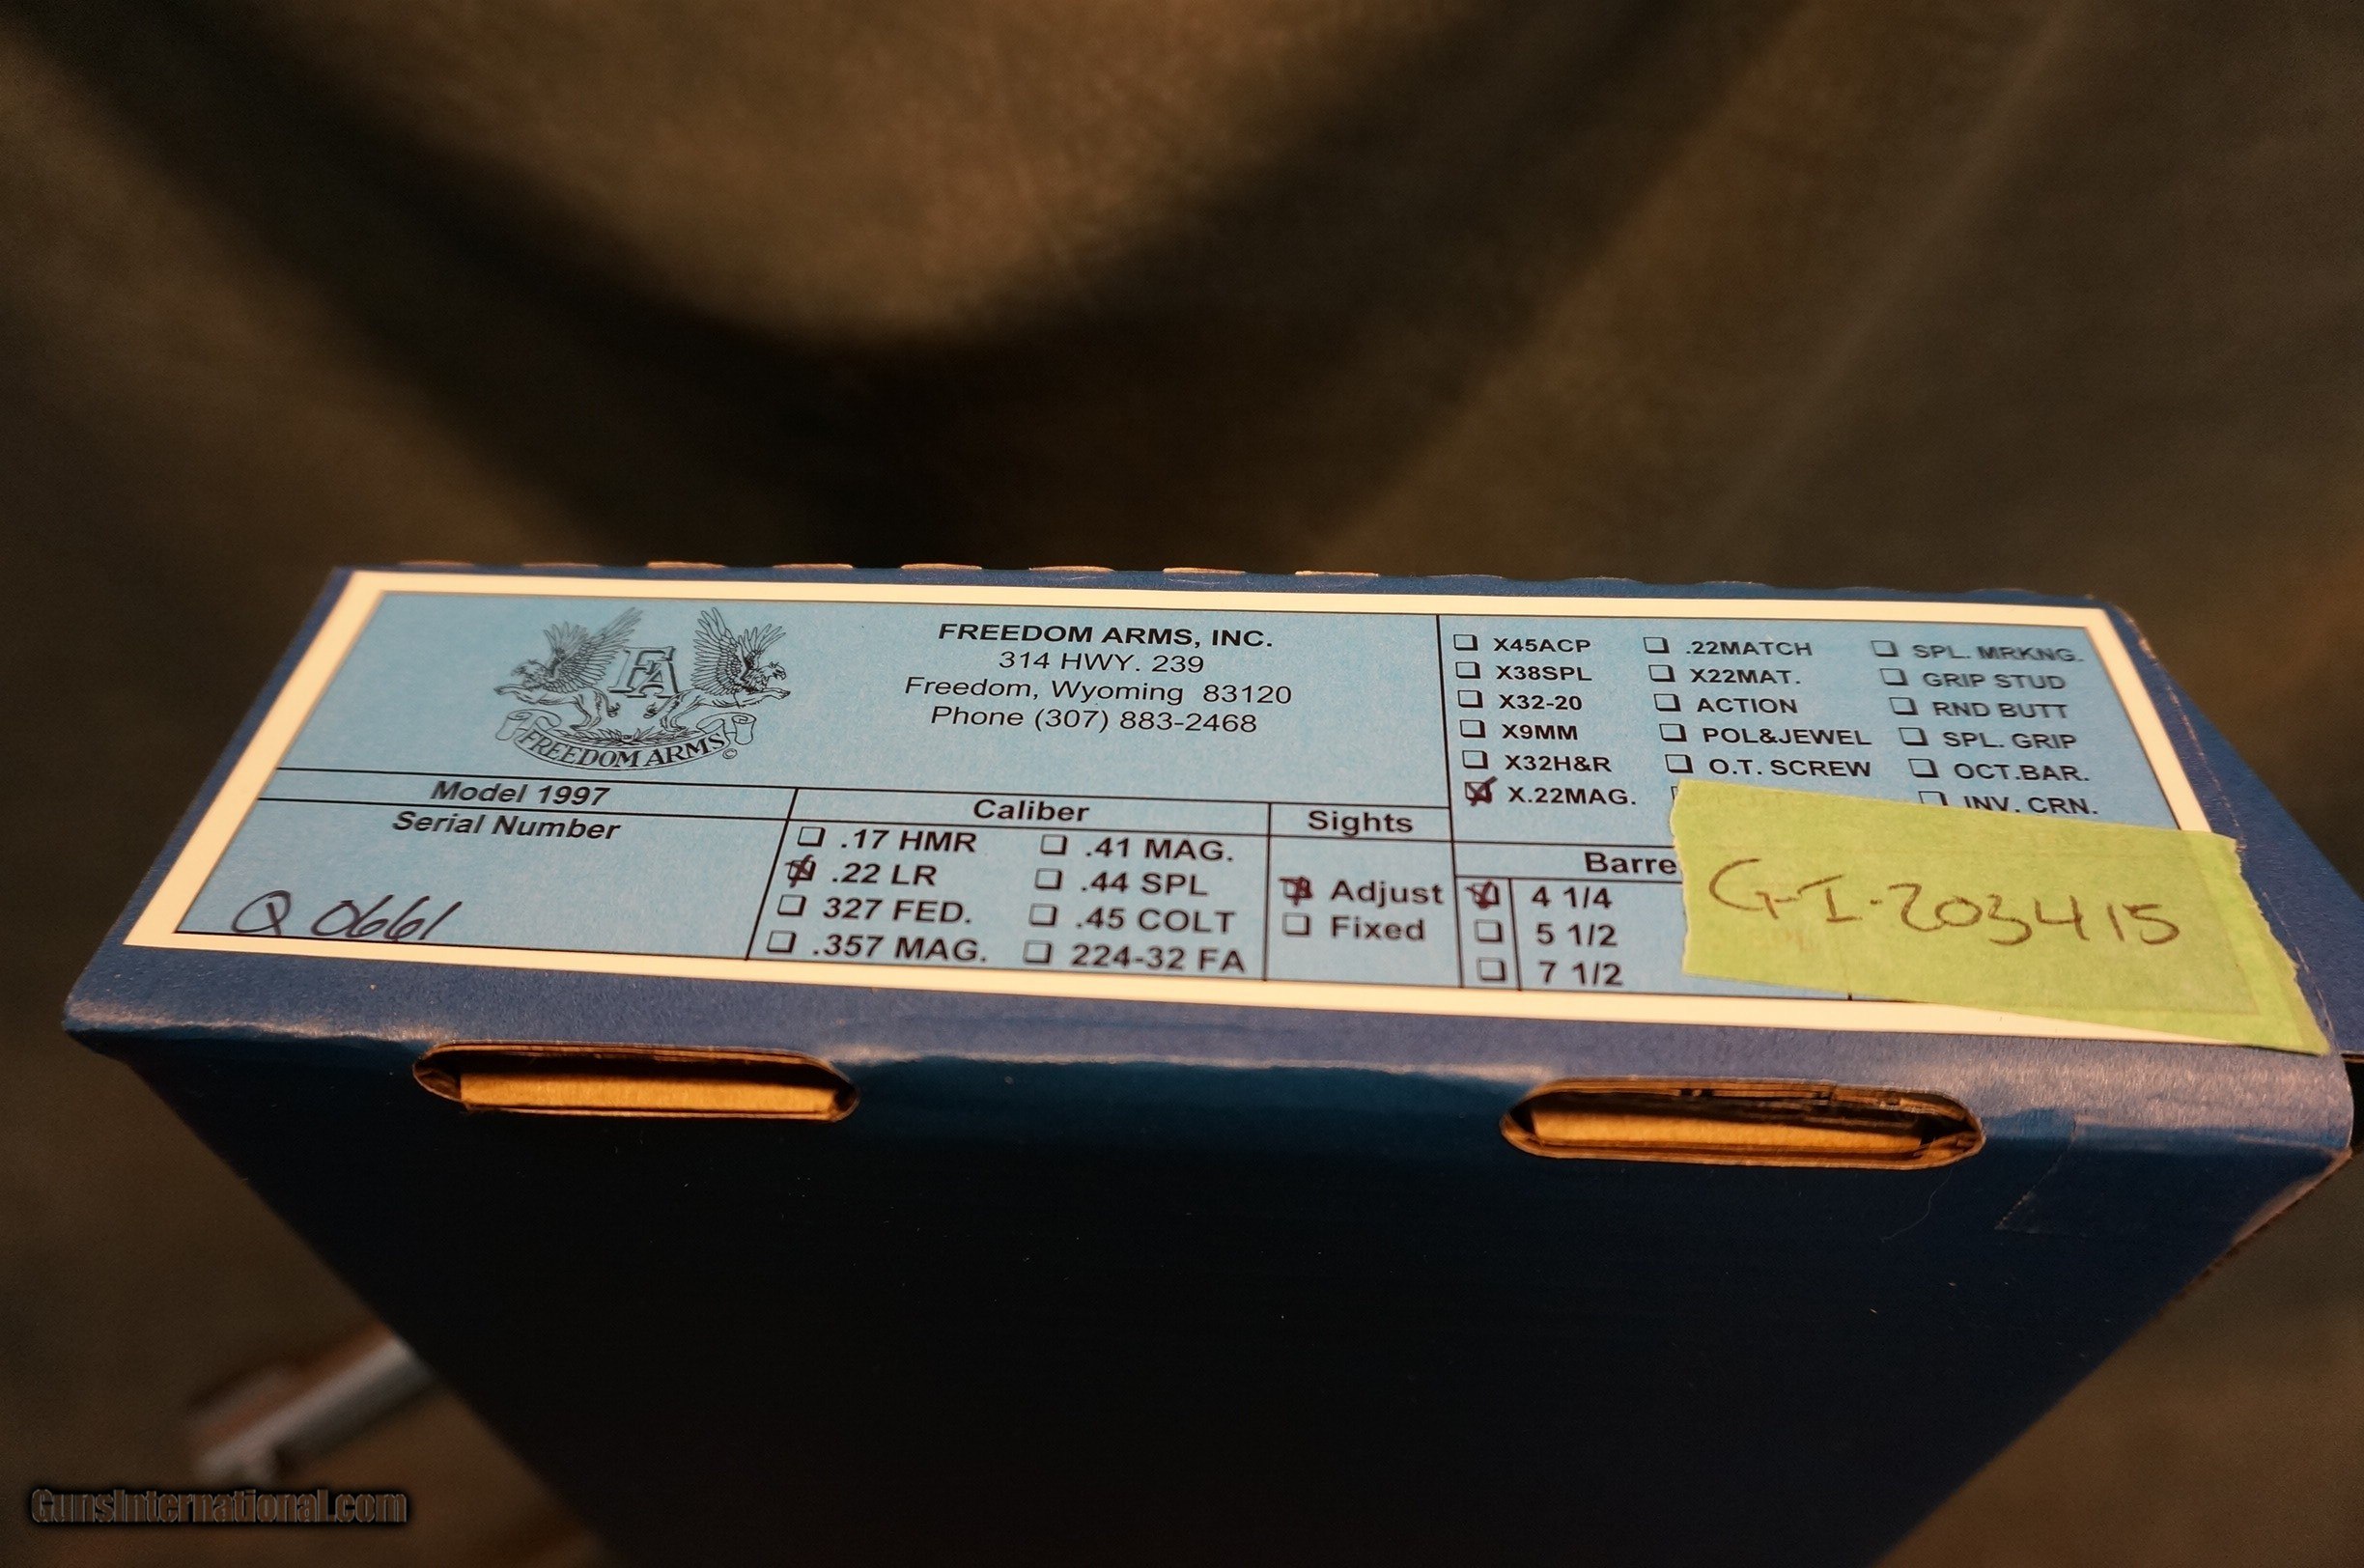 FA
FREEDOM ARMS ©
FREEDOM ARMS, INC.
314 HWY. 239
Freedom, Wyoming 83120
Phone (307) 883-2468
X45ACP
X38SPL
X32-20
X9MM
X32H&R
X.22MAG.
.22MATCH
X22MAT.
ACTION
POL&JEWEL
O.T. SCREW
SPL. MRKNG.
GRIP STUD
RND BUTT
SPL. GRIP
OCT.BAR.
INV. CRN.
Model 1997
Serial Number
Q 0661
Caliber
.17 HMR
.22 LR
327 FED.
.357 MAG.
.41 MAG.
.44 SPL
.45 COLT
224-32 FA
Sights
Adjust
Fixed
Barre
4 1/4
5 1/2
7 1/2
G-I-203415
GunsInternational.com